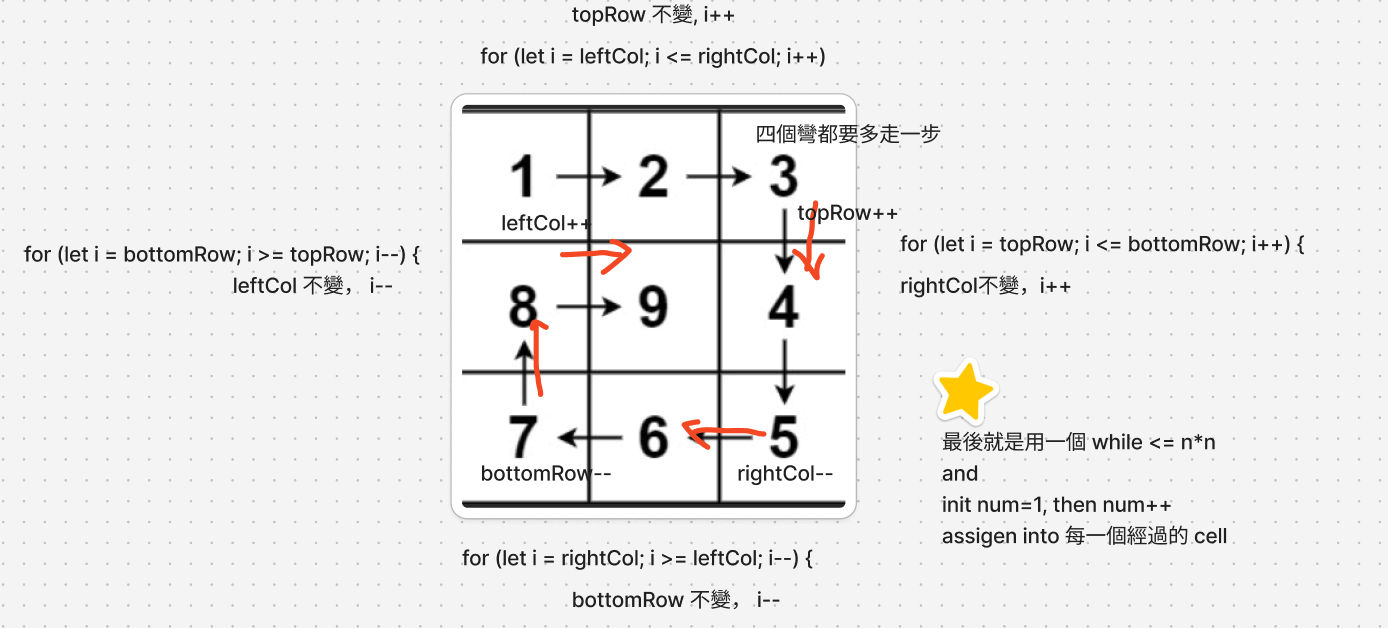 topRow 不變, i++
for (let i = leftCol; i <= rightCol; i++)
四個彎都要多走一步
1 2 3
leftCol++
topRow++
for (let i = bottomRow; i >= topRow; i--) {
leftCol 不變， i--
for (let i = topRow; i <= bottomRow; i++) {
rightCol不變，i++
8 9 4
7 6 5
bottomRow--
rightCol--
最後就是用一個 while <= n*n
and
init num=1, then num++
assigen into 每一個經過的 cell
for (let i = rightCol; i >= leftCol; i--) {
bottomRow 不變， i--